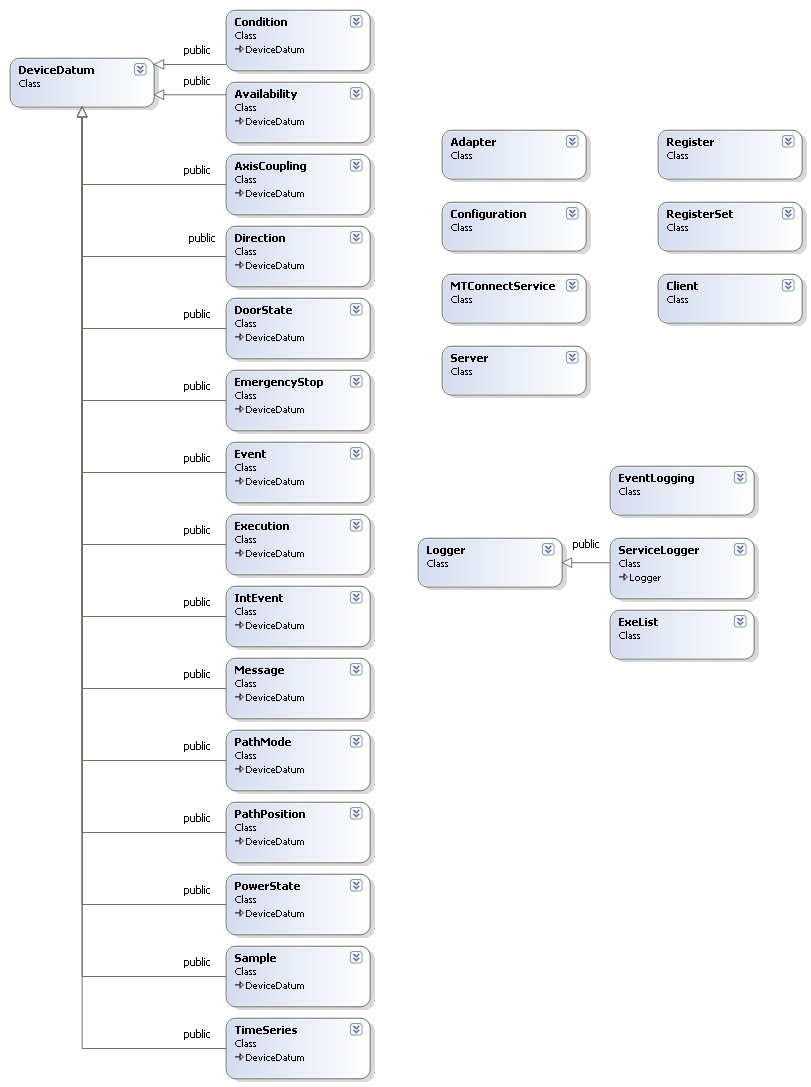 DeviceDatum
Class
public
Condition
Class
DeviceDatum
public
Availability
Class
DeviceDatum
public
AxisCoupling
Class
DeviceDatum
public
Direction
Class
DeviceDatum
public
DoorState
Class
DeviceDatum
public
EmergencyStop
Class
DeviceDatum
public
Event
Class
DeviceDatum
public
Execution
Class
DeviceDatum
public
IntEvent
Class
DeviceDatum
public
Message
Class
DeviceDatum
public
PathMode
Class
DeviceDatum
public
PathPosition
Class
DeviceDatum
public
PowerState
Class
DeviceDatum
public
Sample
Class
DeviceDatum
public
TimeSeries
Class
DeviceDatum
Adapter
Class
Configuration
Class
MTConnectService
Class
Server
Class
Register
Class
RegisterSet
Class
Client
Class
Logger
Class
public
EventLogging
Class
ServiceLogger
Class
Logger
ExeList
Class